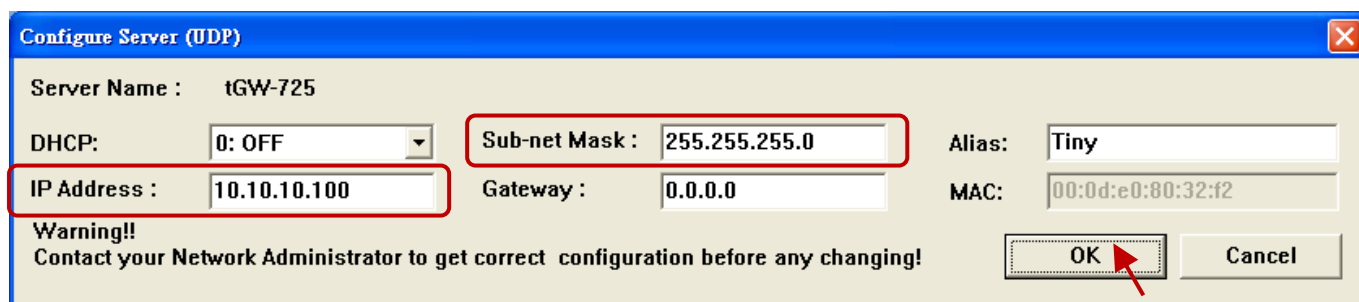 Configure Server (UDP)
Server Name : tGW-725
DHCP: 0: OFF Sub-net Mask : 255.255.255.0 Alias: Tiny
IP Address : 10.10.10.100 Gateway : 0.0.0.0 MAC: 00:0d:e0:80:32:f2
Warning!!
Contact your Network Administrator to get correct configuration before any changing!
OK Cancel